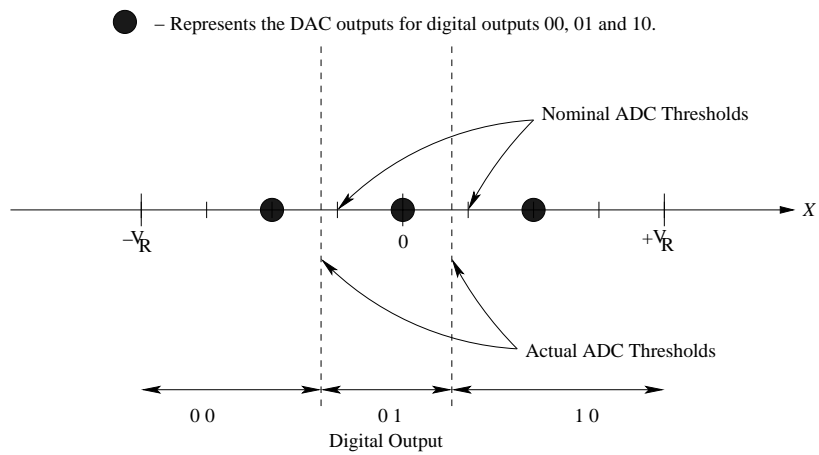 – Represents the DAC outputs for digital outputs 00, 01 and 10.
Nominal ADC Thresholds
X
–VR
0
+VR
Actual ADC Thresholds
0 0
0 1
1 0
Digital Output